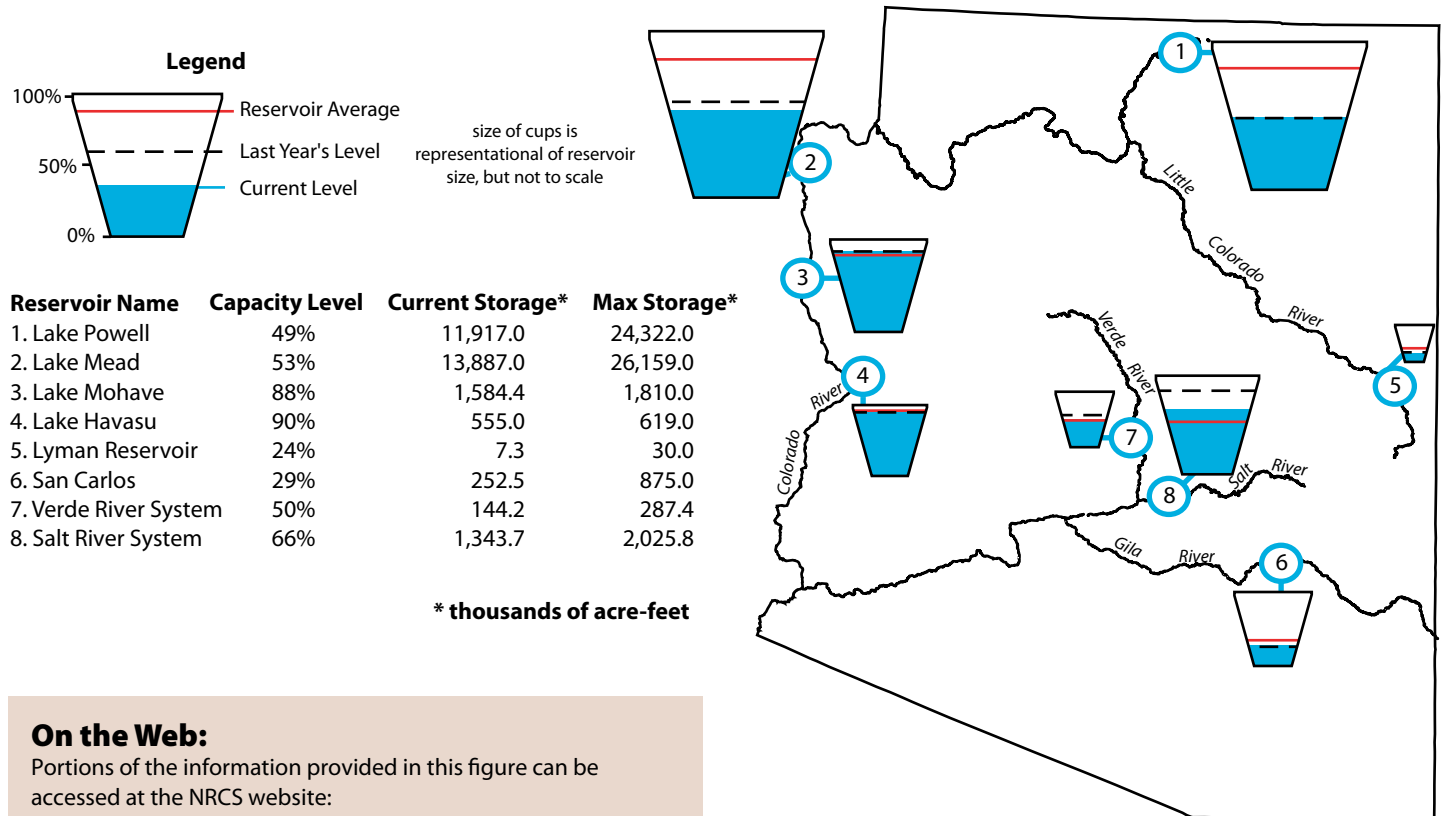 Legend
100%
50%
0%
Reservoir Average
Last Year's Level
Current Level
size of cups is
representational of reservoir
size, but not to scale
Reservoir Name Capacity Level Current Storage* Max Storage*
1. Lake Powell 49% 11,917.0 24,322.0
2. Lake Mead 53% 13,887.0 26,159.0
3. Lake Mohave 88% 1,584.4 1,810.0
4. Lake Havasu 90% 555.0 619.0
5. Lyman Reservoir 24% 7.3 30.0
6. San Carlos 29% 252.5 875.0
7. Verde River System 50% 144.2 287.4
8. Salt River System 66% 1,343.7 2,025.8
* thousands of acre-feet
On the Web:
Portions of the information provided in this figure can be
accessed at the NRCS website:
1
2
3
4
5
6
7
8
Little Colorado River
Verde River
Colorado River
Salt River
Gila River